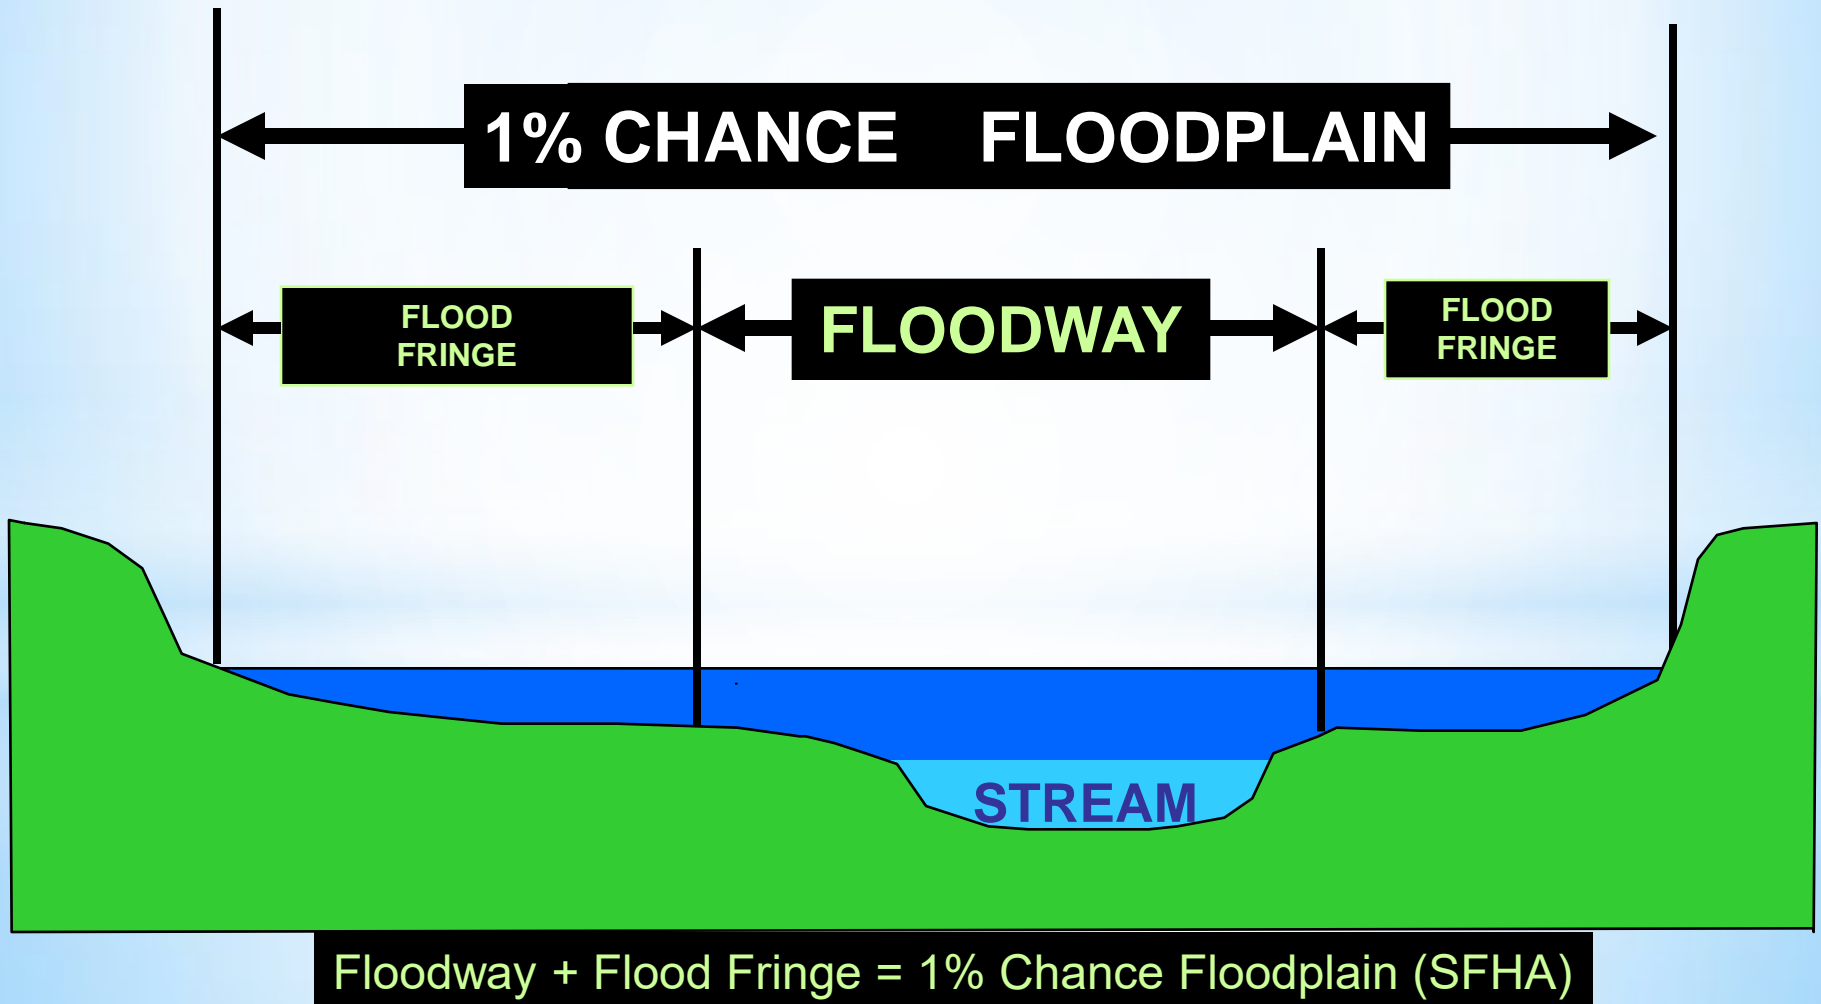 1% CHANCE FLOODPLAIN
FLOOD
FRINGE
FLOODWAY
FLOOD
FRINGE
STREAM
Floodway + Flood Fringe = 1% Chance Floodplain (SFHA)